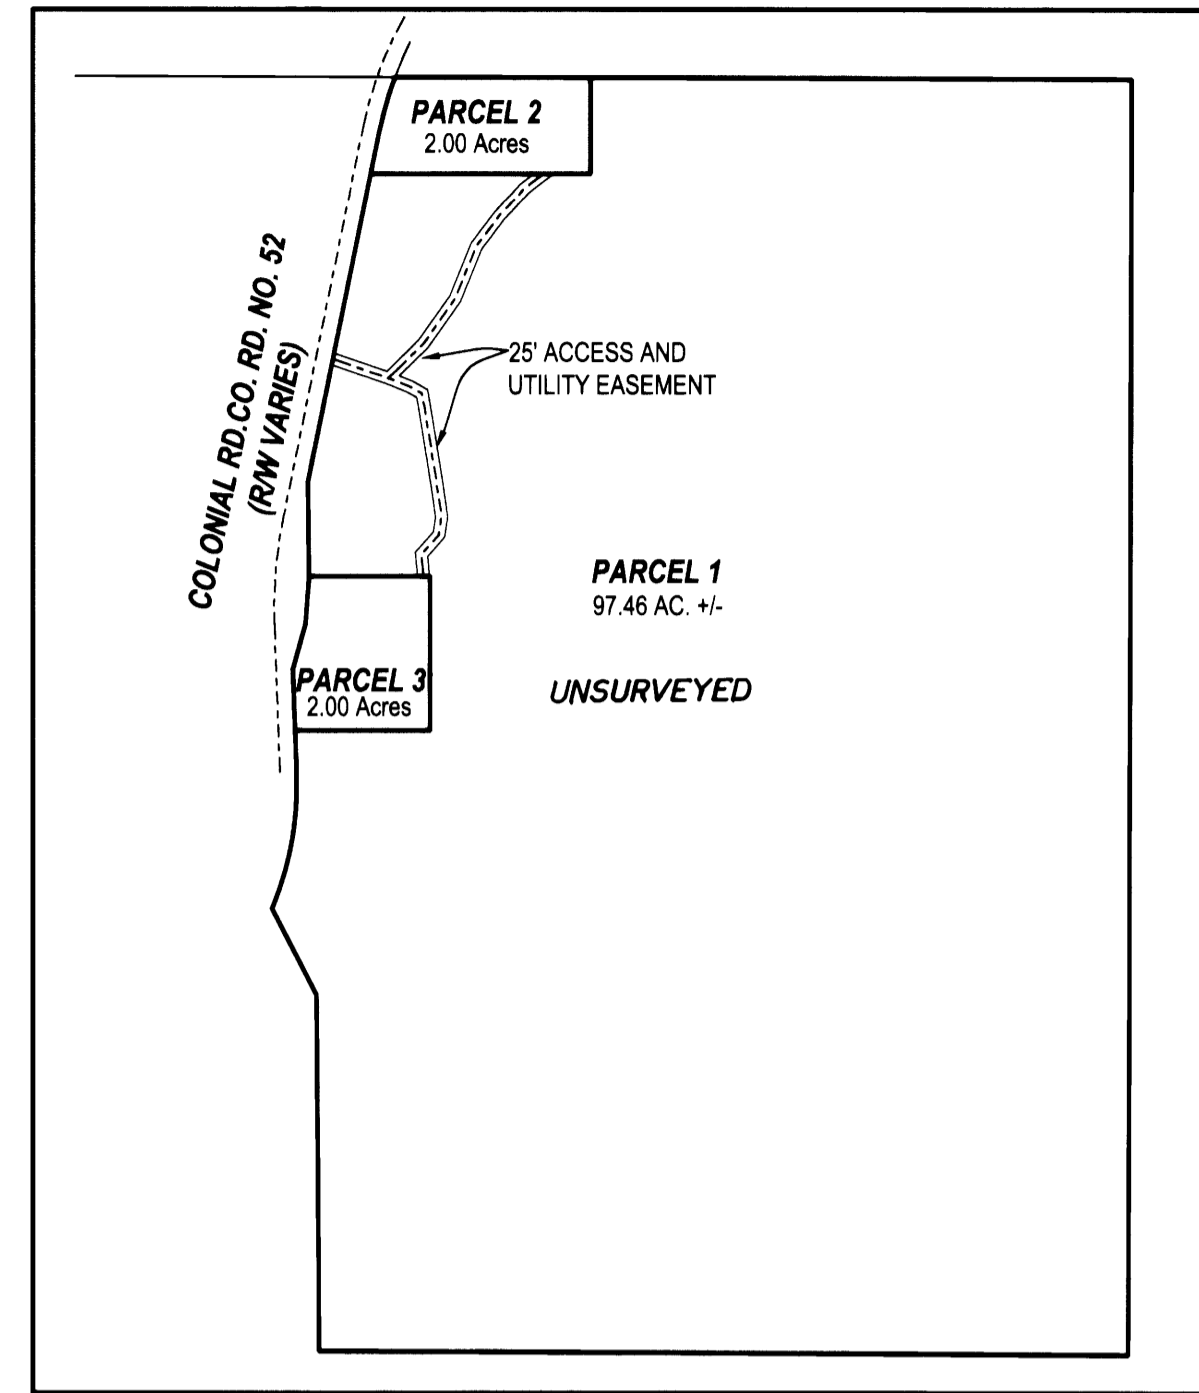 PARCEL 2
2.00 Acres
COLONIAL RD.CO. RD. NO. 52
(R/W VARIES)
25' ACCESS AND
UTILITY EASEMENT
PARCEL 1
97.46 AC. +/-
UNSURVEYED
PARCEL 3
2.00 Acres